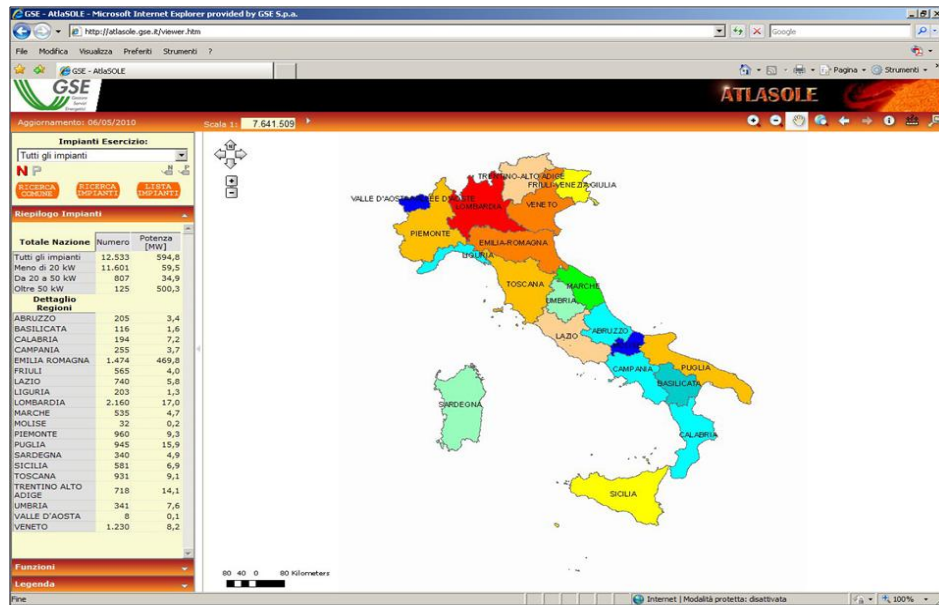 GSE - AtlaSOLE - Microsoft Internet Explorer provided by GSE S.p.a.
http://atlasole.gse.it/viewer.htm
Google
File Modifica Visualizza Preferiti Strumenti ?
GSE - AtlaSOLE
Pagina Strumenti
GSE
Gestore
Servizi
Energetici
ATLASOLE
Aggiornamento: 06/05/2010
Scala 1: 7.641.509
Impianti Esercizio:
Tutti gli impianti
N P
RICERCA COMUNE
RICERCA IMPIANTI
LISTA IMPIANTI
Riepilogo Impianti
Totale Nazione Numero Potenza [MW]
Tutti gli impianti 12.533 594,8
Meno di 20 kW 11.601 59,5
Da 20 a 50 kW 807 34,9
Oltre 50 kW 125 500,3
Dettaglio Regioni
ABRUZZO 205 3,4
BASILICATA 116 1,6
CALABRIA 194 7,2
CAMPANIA 255 3,7
EMILIA ROMAGNA 1.474 469,8
FRIULI 565 4,0
LAZIO 740 5,8
LIGURIA 203 1,3
LOMBARDIA 2.160 17,0
MARCHE 535 4,7
MOLISE 32 0,2
PIEMONTE 960 9,3
PUGLIA 945 15,9
SARDEGNA 340 4,9
SICILIA 581 6,9
TOSCANA 931 9,1
TRENTINO ALTO ADIGE 718 14,1
UMBRIA 341 7,6
VALLE D'AOSTA 8 0,1
VENETO 1.230 8,2
Funzioni
Legenda
N
TRENTINO-ALTO ADIGE
FRIULI-VENEZIA GIULIA
VALLE D'AOSTA
LOMBARDIA
VENETO
PIEMONTE
EMILIA-ROMAGNA
LIGURIA
TOSCANA
MARCHE
UMBRIA
ABRUZZO
LAZIO
CAMPANIA
PUGLIA
BASILICATA
SARDEGNA
CALABRIA
SICILIA
80 40 0 80 Kilometers
Fine
Internet | Modalità protetta: disattivata
100%